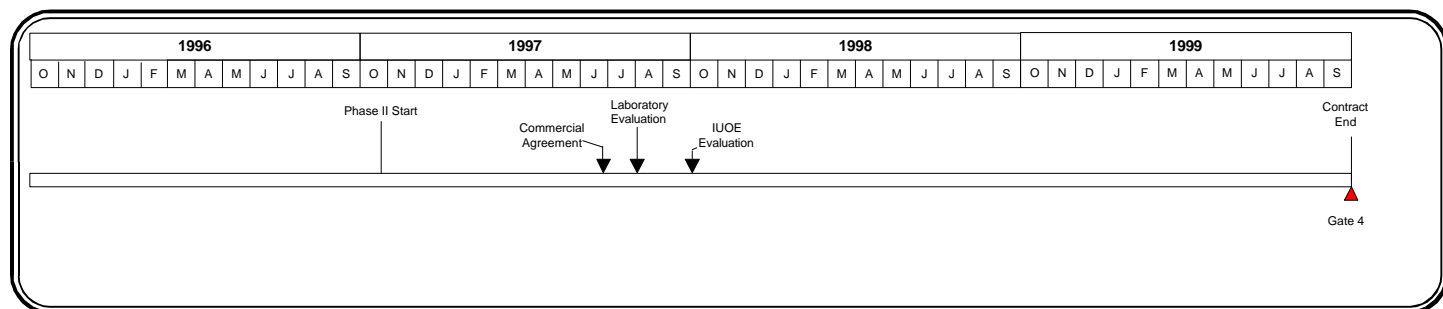 1996 1997 1998 1999
O N D J F M A M J J A S O N D J F M A M J J A S O N D J F M A M J J A S O N D J F M A M J J A S
Phase II Start
Commercial
Agreement
Laboratory
Evaluation
IUOE
Evaluation
Contract
End
Gate 4